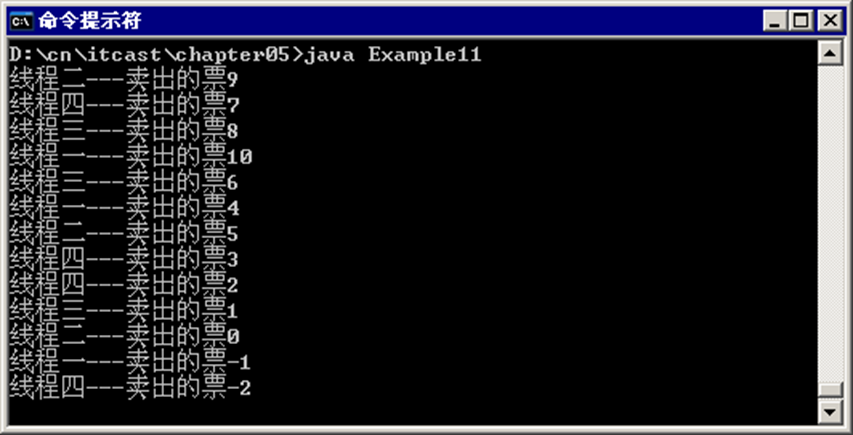 命令提示符
D:\cn\itcast\chapter05>java Example11
线程二---卖出的票9
线程四---卖出的票7
线程三---卖出的票8
线程一---卖出的票10
线程三---卖出的票6
线程一---卖出的票4
线程二---卖出的票5
线程四---卖出的票3
线程四---卖出的票2
线程三---卖出的票1
线程二---卖出的票0
线程一---卖出的票-1
线程四---卖出的票-2